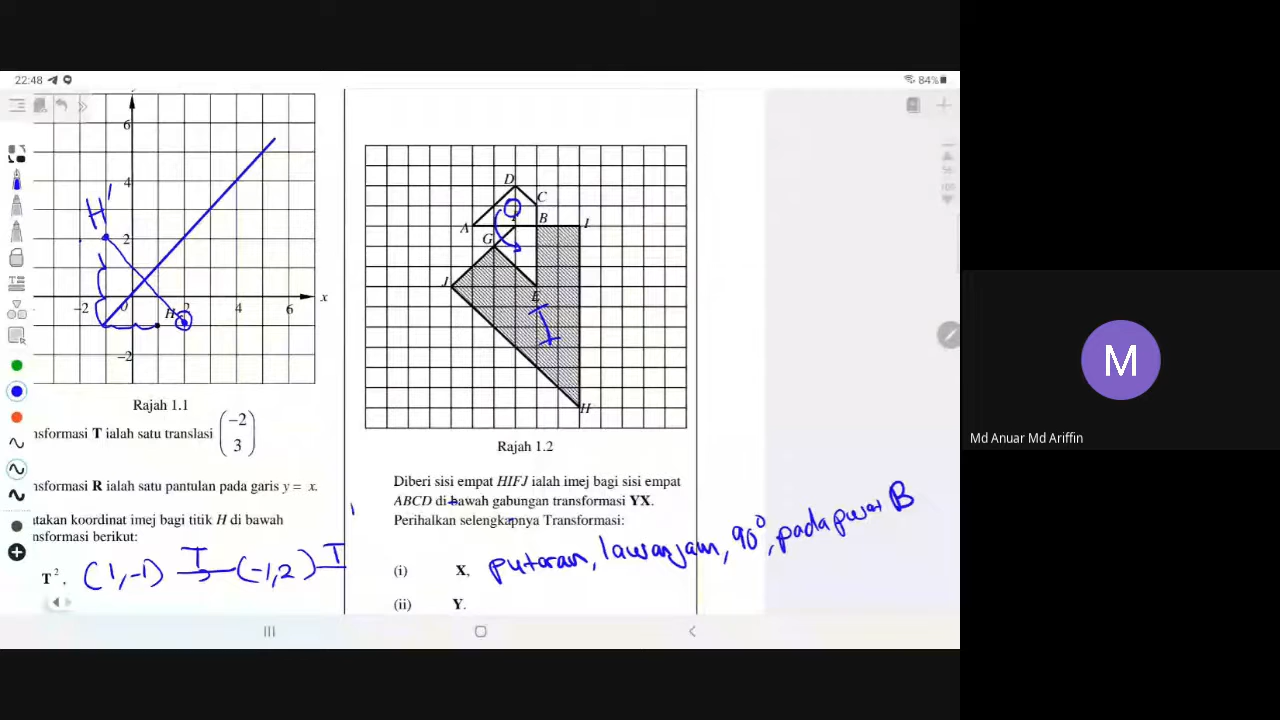 22:48
84%
6
4
2
-2
0
2
4
6
x
-2
H'
H
Rajah 1.1
nsformasi T ialah satu translasi (-2 3)
nsformasi R ialah satu pantulan pada garis y = x.
takan koordinat imej bagi titik H di bawah
nsformasi berikut:
T², (1,-1) T (-1,2) T
D
C
A
B
I
G
J
E
H
I
Rajah 1.2
Diberi sisi empat HIFJ ialah imej bagi sisi empat
ABCD di bawah gabungan transformasi YX.
Perihalkan selengkapnya Transformasi:
(i) X, putaran, lawanjam, 90°, pada pusat B
(ii) Y.
M
Md Anuar Md Ariffin